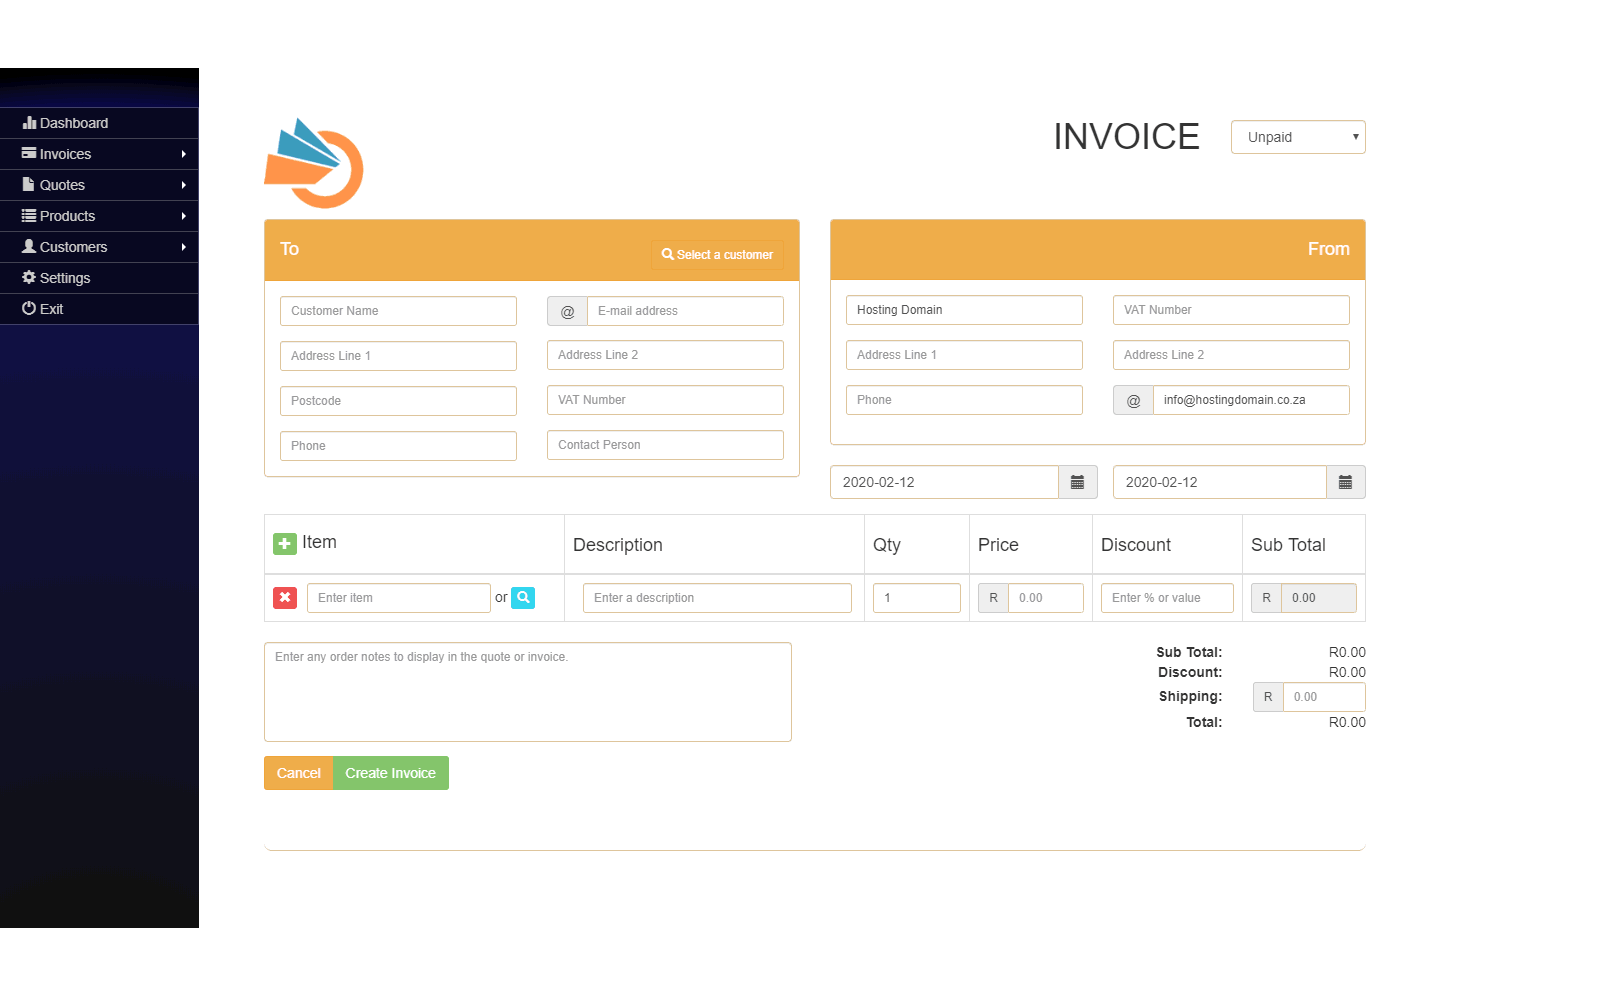 Dashboard
Invoices
Quotes
Products
Customers
Settings
Exit
INVOICE Unpaid
To Select a customer
Customer Name @ E-mail address
Address Line 1 Address Line 2
Postcode VAT Number
Phone Contact Person
From
Hosting Domain VAT Number
Address Line 1 Address Line 2
Phone @ info@hostingdomain.co.za
2020-02-12 2020-02-12
Item Description Qty Price Discount Sub Total
Enter item or Enter a description 1 R 0.00 Enter % or value R 0.00
Enter any order notes to display in the quote or invoice.
Sub Total: R0.00
Discount: R0.00
Shipping: R 0.00
Total: R0.00
Cancel Create Invoice